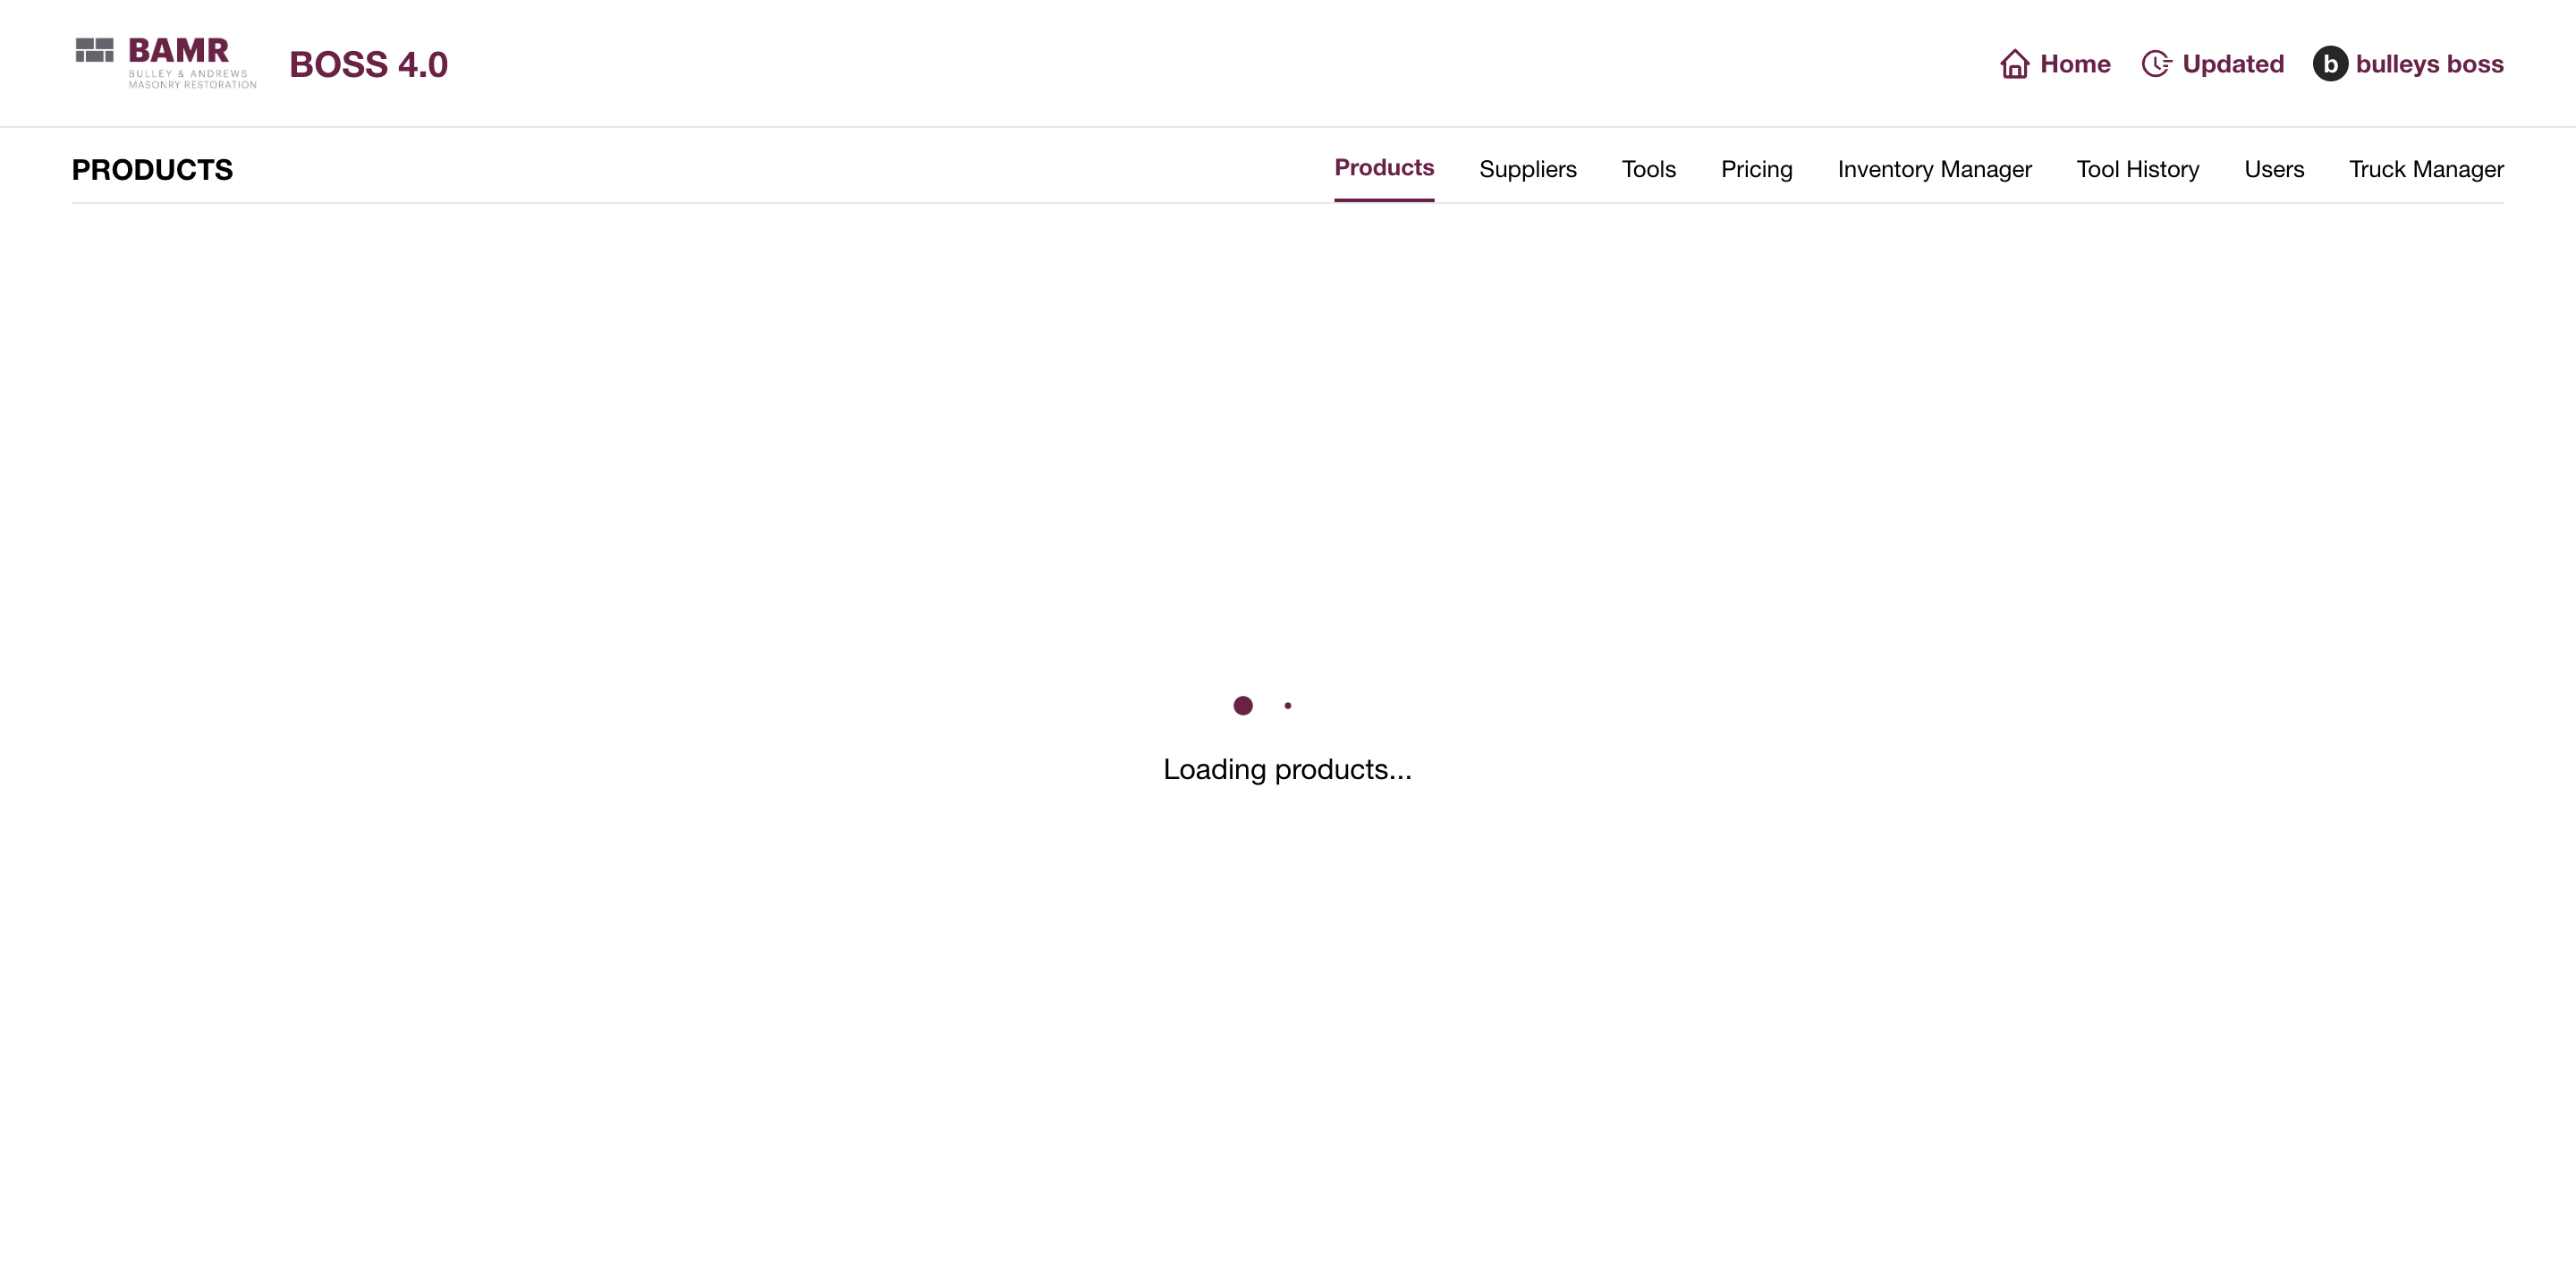 BAMR
BULLEY & ANDREWS
MASONRY RESTORATION
BOSS 4.0
Home
Updated
b
bulleys boss
PRODUCTS
Products
Suppliers
Tools
Pricing
Inventory Manager
Tool History
Users
Truck Manager
Loading products...